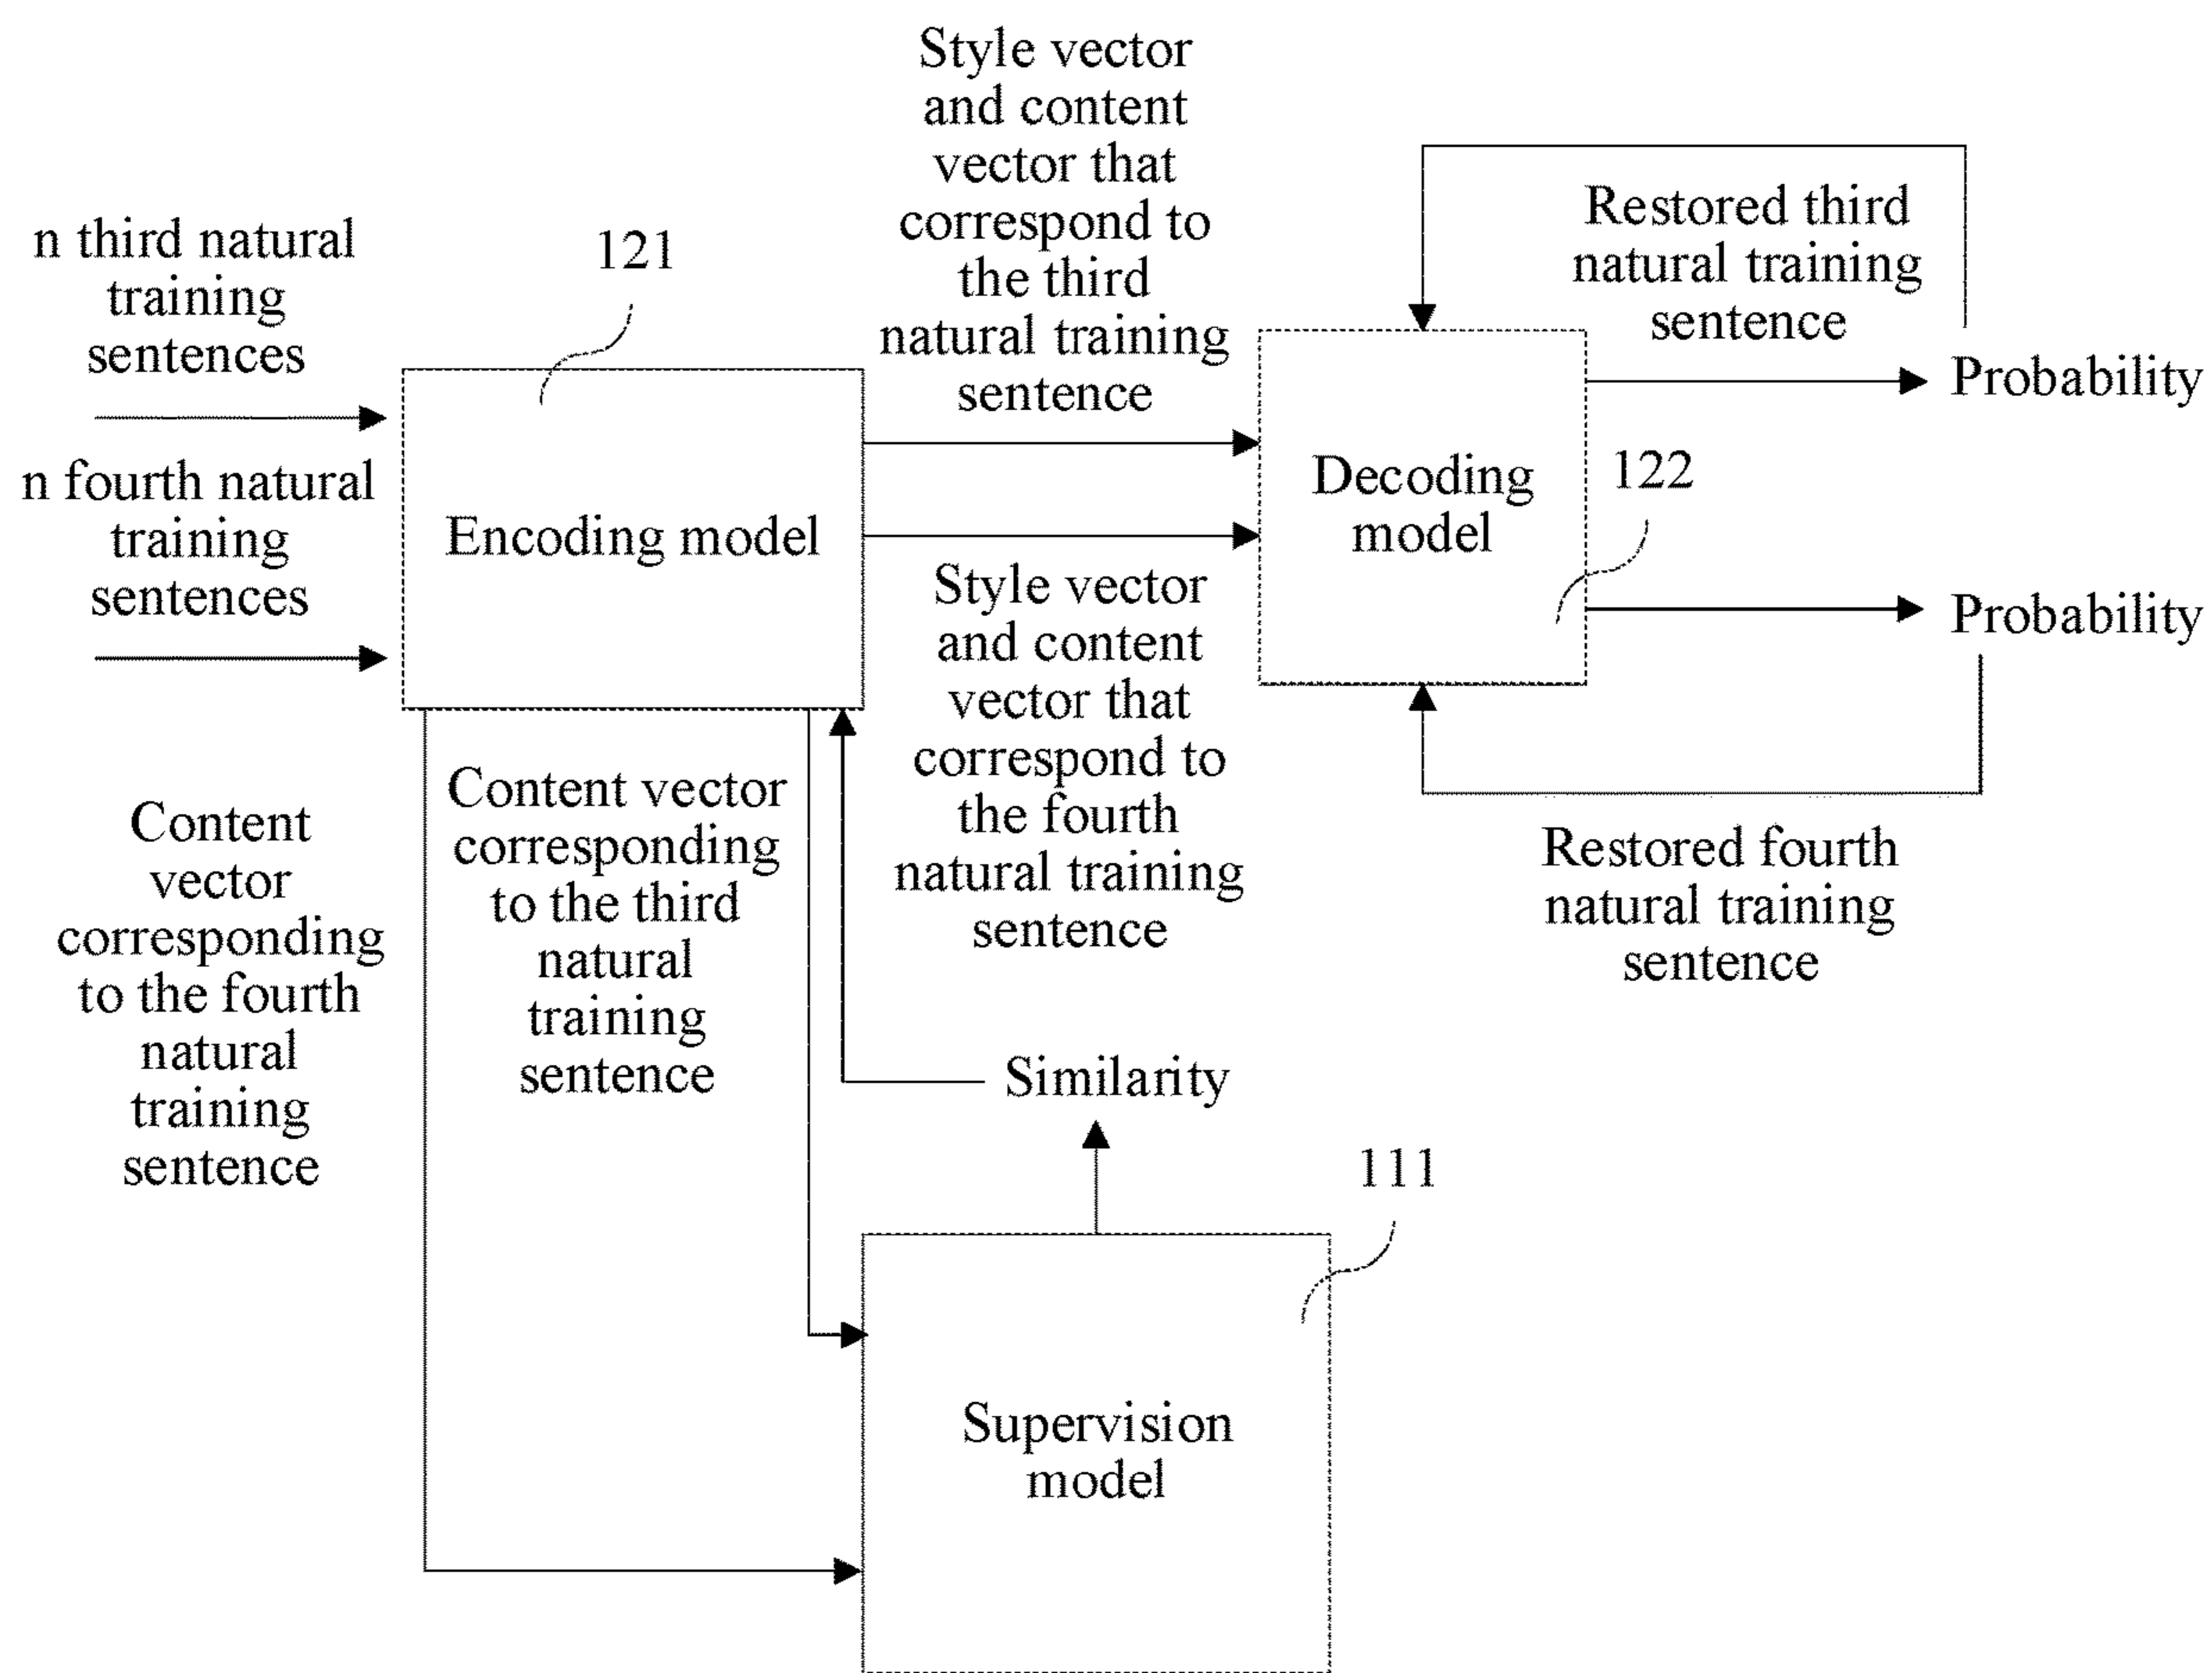 n third natural
training
sentences
n fourth natural
training
sentences
121
Encoding model
Style vector
and content
vector that
correspond to
the third
natural training
sentence
Style vector
and content
vector that
correspond to
the fourth
natural training
sentence
Decoding
model
122
Restored third
natural training
sentence
Probability
Probability
Restored fourth
natural training
sentence
Content
vector
corresponding
to the fourth
natural
training
sentence
Content vector
corresponding
to the third
natural
training
sentence
Similarity
111
Supervision
model